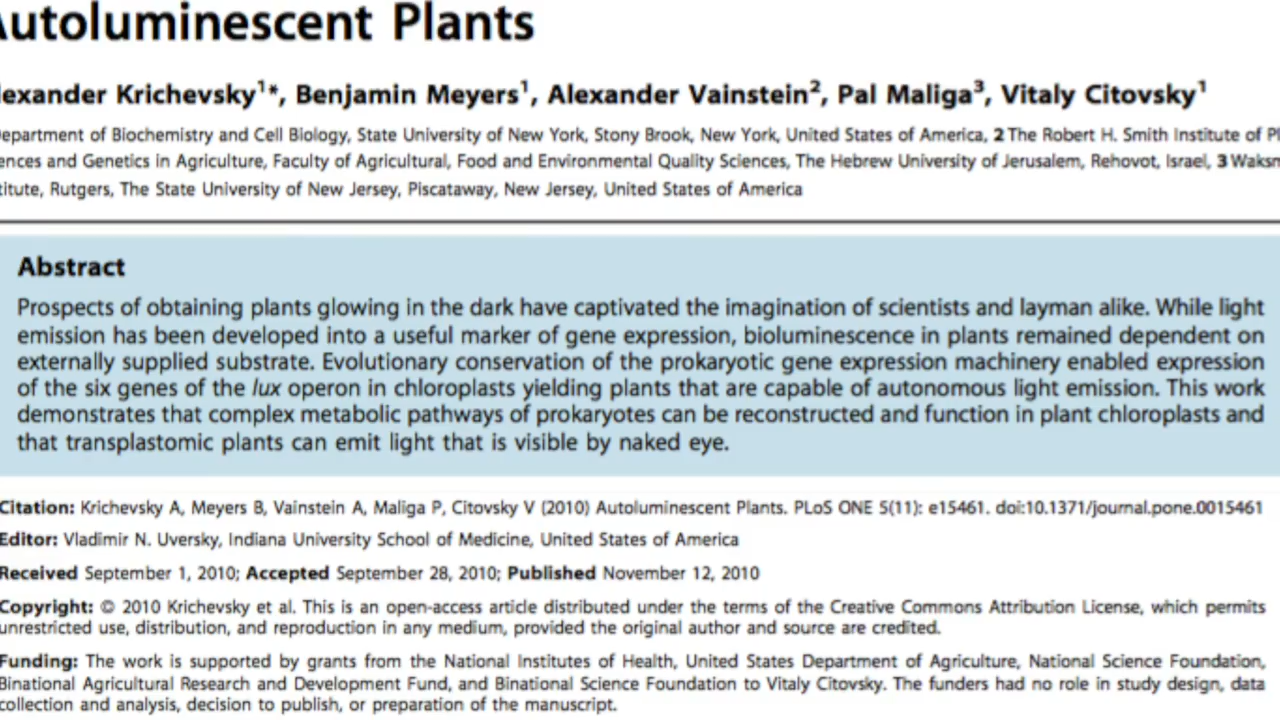 utoluminescent Plants
lexander Krichevsky1*, Benjamin Meyers1, Alexander Vainstein2, Pal Maliga3, Vitaly Citovsky1
epartment of Biochemistry and Cell Biology, State University of New York, Stony Brook, New York, United States of America, 2 The Robert H. Smith Institute of Pl
ences and Genetics in Agriculture, Faculty of Agricultural, Food and Environmental Quality Sciences, The Hebrew University of Jerusalem, Rehovot, Israel, 3 Waksm
titute, Rutgers, The State University of New Jersey, Piscataway, New Jersey, United States of America
Abstract
Prospects of obtaining plants glowing in the dark have captivated the imagination of scientists and layman alike. While light
emission has been developed into a useful marker of gene expression, bioluminescence in plants remained dependent on
externally supplied substrate. Evolutionary conservation of the prokaryotic gene expression machinery enabled expression
of the six genes of the lux operon in chloroplasts yielding plants that are capable of autonomous light emission. This work
demonstrates that complex metabolic pathways of prokaryotes can be reconstructed and function in plant chloroplasts and
that transplastomic plants can emit light that is visible by naked eye.
Citation: Krichevsky A, Meyers B, Vainstein A, Maliga P, Citovsky V (2010) Autoluminescent Plants. PLoS ONE 5(11): e15461. doi:10.1371/journal.pone.0015461
Editor: Vladimir N. Uversky, Indiana University School of Medicine, United States of America
Received September 1, 2010; Accepted September 28, 2010; Published November 12, 2010
Copyright: © 2010 Krichevsky et al. This is an open-access article distributed under the terms of the Creative Commons Attribution License, which permits
unrestricted use, distribution, and reproduction in any medium, provided the original author and source are credited.
Funding: The work is supported by grants from the National Institutes of Health, United States Department of Agriculture, National Science Foundation,
Binational Agricultural Research and Development Fund, and Binational Science Foundation to Vitaly Citovsky. The funders had no role in study design, data
collection and analysis, decision to publish, or preparation of the manuscript.